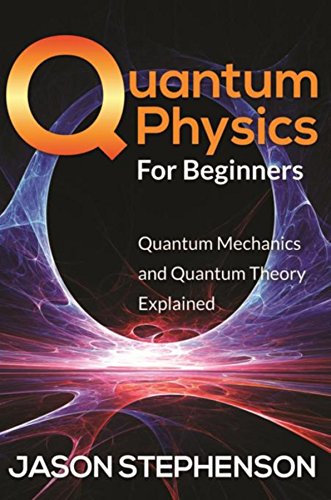 Quantum
Physics
For Beginners
Quantum Mechanics
and Quantum Theory
Explained
JASON STEPHENSON